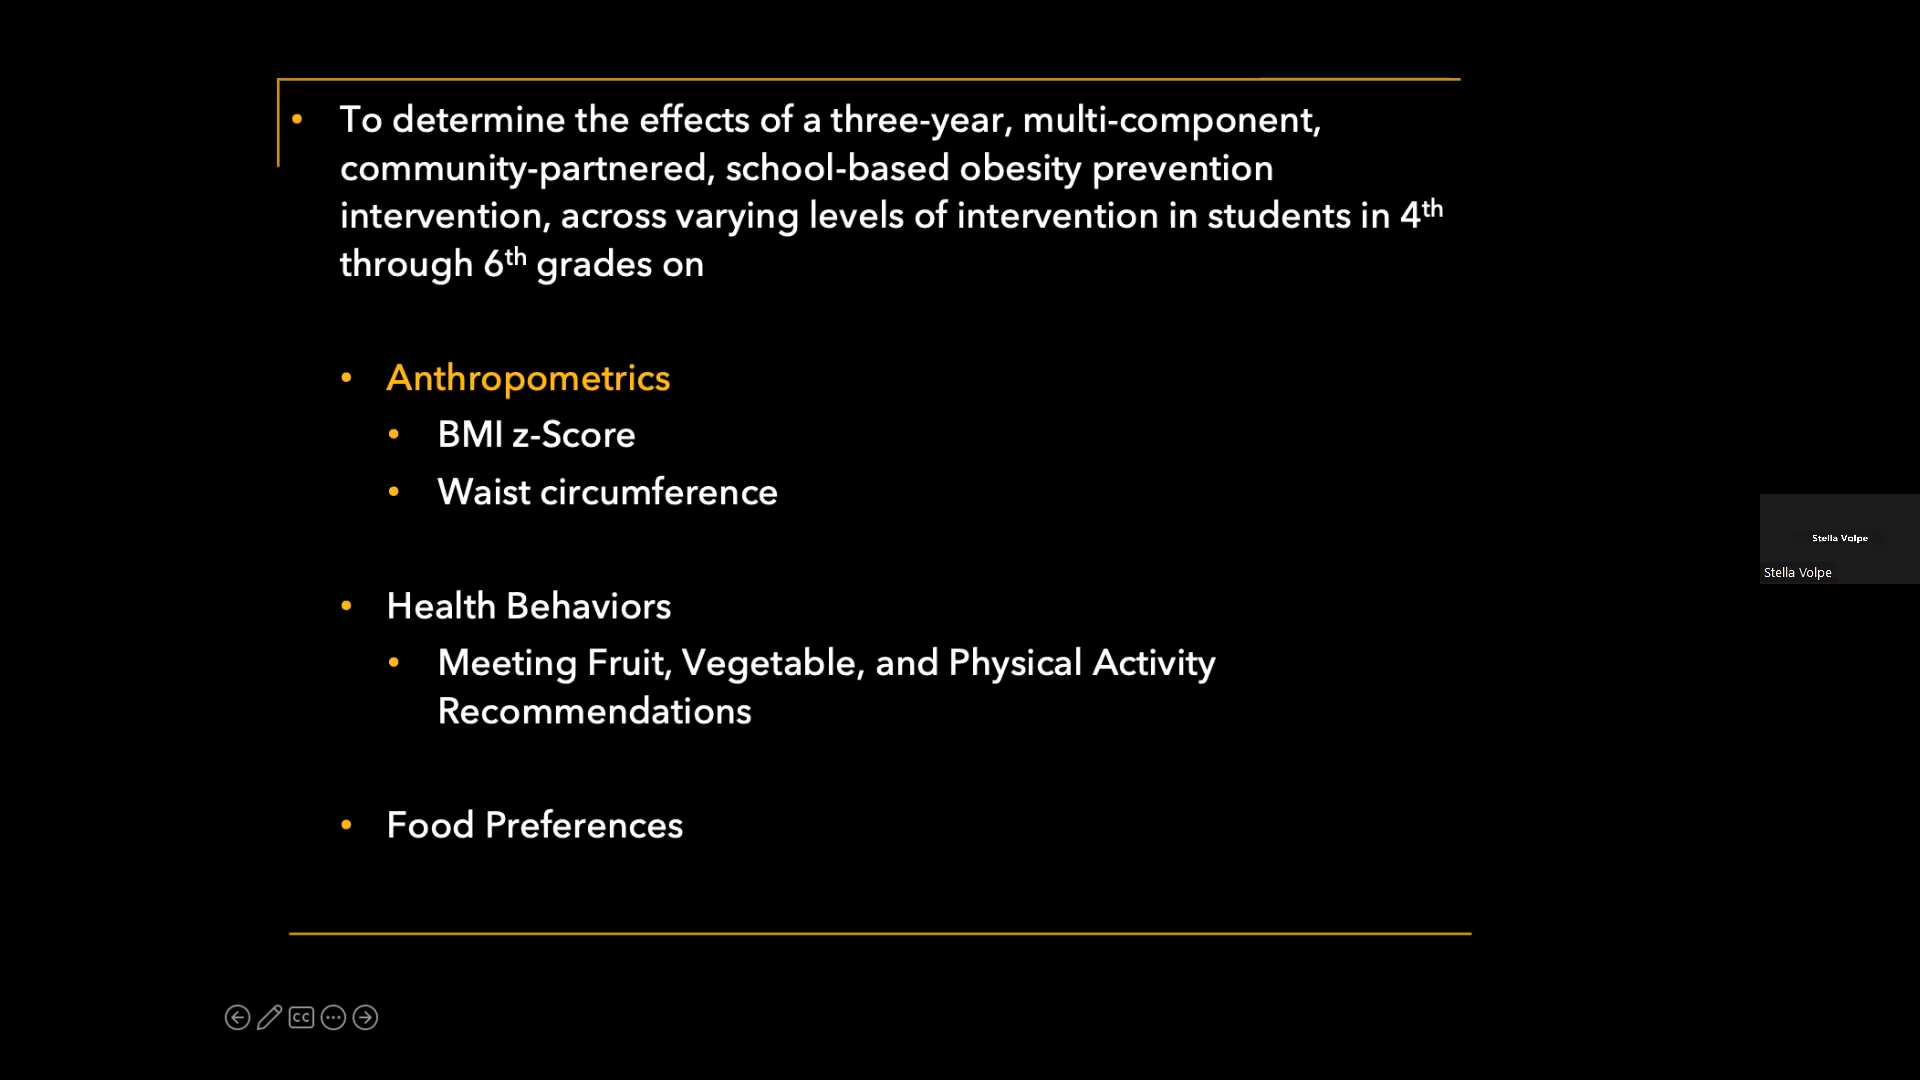 • To determine the effects of a three-year, multi-component,
community-partnered, school-based obesity prevention
intervention, across varying levels of intervention in students in 4th
through 6th grades on
• Anthropometrics
• BMI z-Score
• Waist circumference
• Health Behaviors
• Meeting Fruit, Vegetable, and Physical Activity
Recommendations
• Food Preferences
Stella Volpe
Stella Volpe
CC